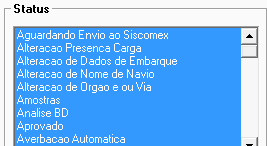 Status
Aguardando Envio ao Siscomex
Alteracao Presenca Carga
Alteracao de Dados de Embarque
Alteracao de Nome de Navio
Alteracao de Orgao e ou Via
Amostras
Analise BD
Aprovado
Averbacao Automatica